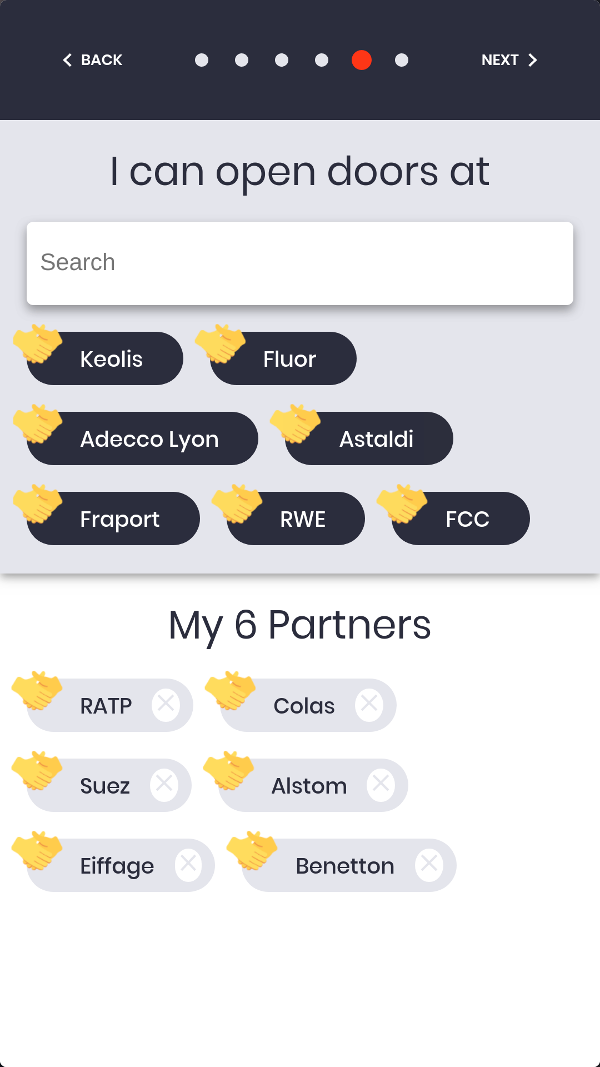 BACK NEXT
I can open doors at
Search
Keolis Fluor
Adecco Lyon Astaldi
Fraport RWE FCC
My 6 Partners
RATP Colas
Suez Alstom
Eiffage Benetton